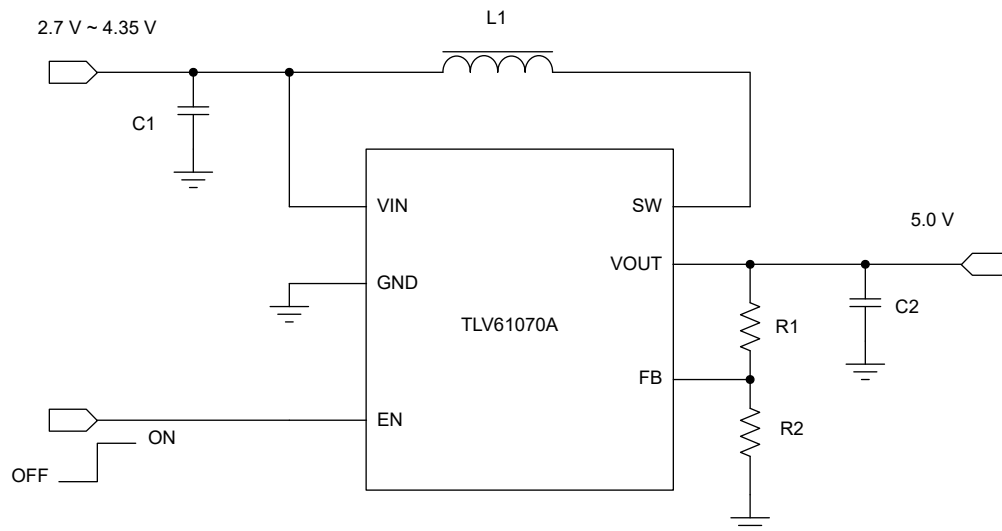 L1
2.7 V ~ 4.35 V
C1
VIN
SW
5.0 V
VOUT
GND
C2
TLV61070A
R1
FB
EN
R2
ON
OFF